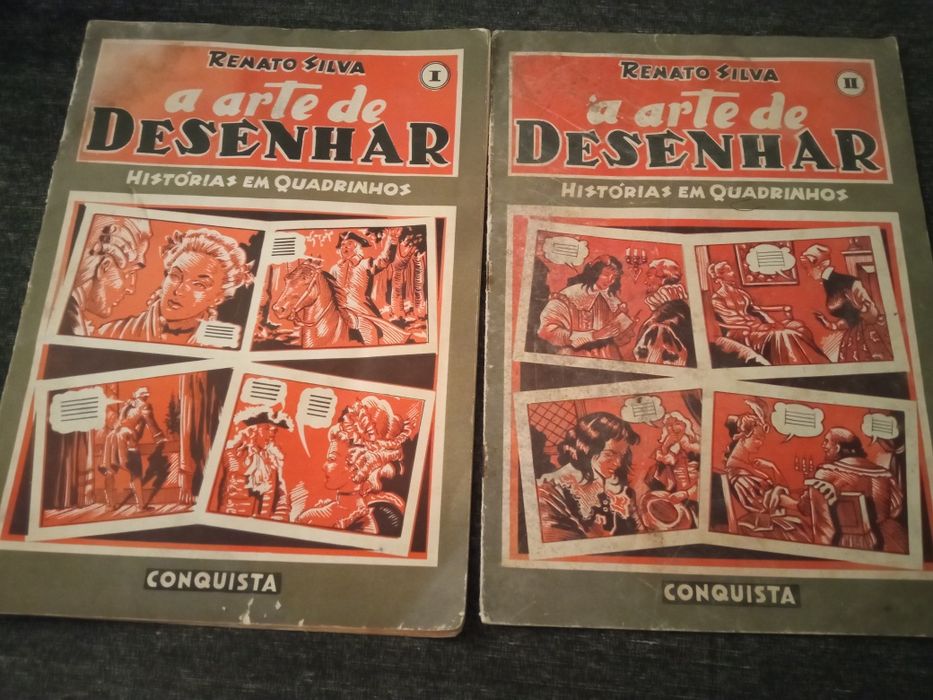 RENATO SILVA
I
a arte de
DESENHAR
HISTÓRIAS EM QUADRINHOS
CONQUISTA
RENATO SILVA
II
a arte de
DESENHAR
HISTÓRIAS EM QUADRINHOS
CONQUISTA